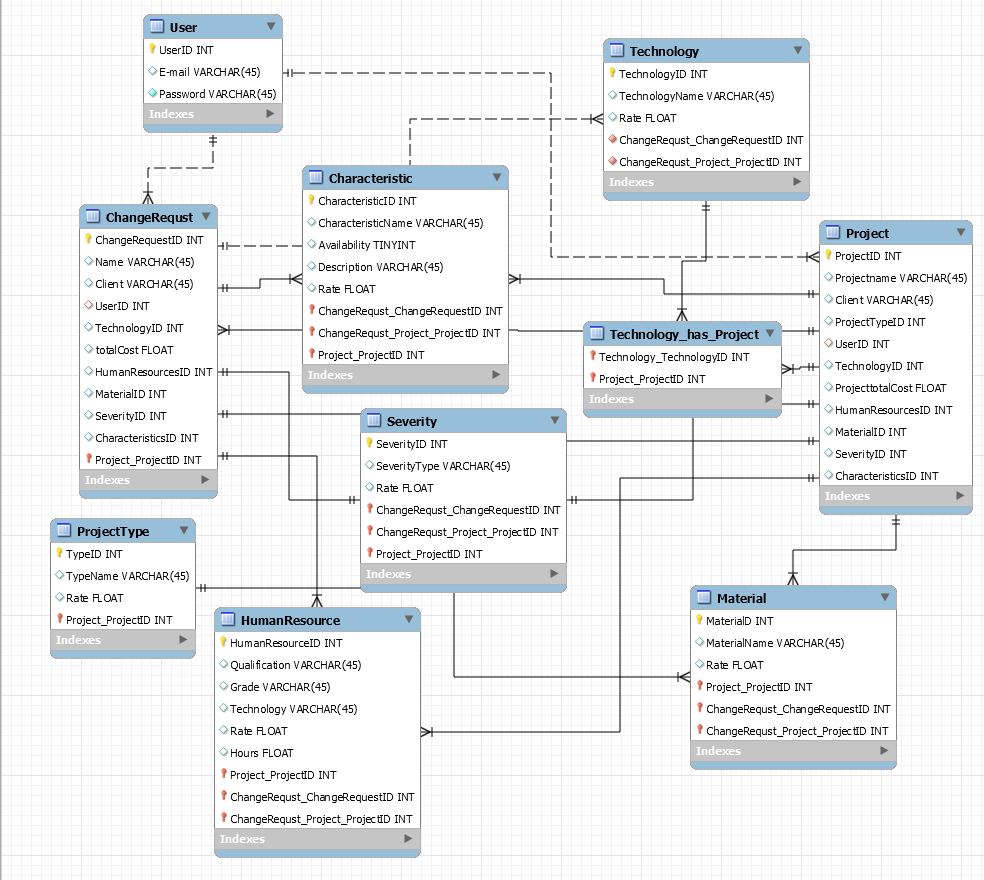 User
UserID INT
E-mail VARCHAR(45)
Password VARCHAR(45)
Indexes
Technology
TechnologyID INT
TechnologyName VARCHAR(45)
Rate FLOAT
ChangeRequst_ChangeRequestID INT
ChangeRequst_Project_ProjectID INT
Indexes
Characteristic
CharacteristicID INT
CharacteristicName VARCHAR(45)
Availability TINYINT
Description VARCHAR(45)
Rate FLOAT
ChangeRequst_ChangeRequestID INT
ChangeRequst_Project_ProjectID INT
Project_ProjectID INT
Indexes
ChangeRequst
ChangeRequestID INT
Name VARCHAR(45)
Client VARCHAR(45)
UserID INT
TechnologyID INT
totalCost FLOAT
HumanResourcesID INT
MaterialID INT
SeverityID INT
CharacteristicsID INT
Project_ProjectID INT
Indexes
Project
ProjectID INT
Projectname VARCHAR(45)
Client VARCHAR(45)
ProjectTypeID INT
UserID INT
TechnologyID INT
ProjecttotalCost FLOAT
HumanResourcesID INT
MaterialID INT
SeverityID INT
CharacteristicsID INT
Indexes
Technology_has_Project
Technology_TechnologyID INT
Project_ProjectID INT
Indexes
Severity
SeverityID INT
SeverityType VARCHAR(45)
Rate FLOAT
ChangeRequst_ChangeRequestID INT
ChangeRequst_Project_ProjectID INT
Project_ProjectID INT
Indexes
ProjectType
TypeID INT
TypeName VARCHAR(45)
Rate FLOAT
Project_ProjectID INT
Indexes
HumanResource
HumanResourceID INT
Qualification VARCHAR(45)
Grade VARCHAR(45)
Technology VARCHAR(45)
Rate FLOAT
Hours FLOAT
Project_ProjectID INT
ChangeRequst_ChangeRequestID INT
ChangeRequst_Project_ProjectID INT
Indexes
Material
MateriaID INT
MaterialName VARCHAR(45)
Rate FLOAT
Project_ProjectID INT
ChangeRequst_ChangeRequestID INT
ChangeRequst_Project_ProjectID INT
Indexes